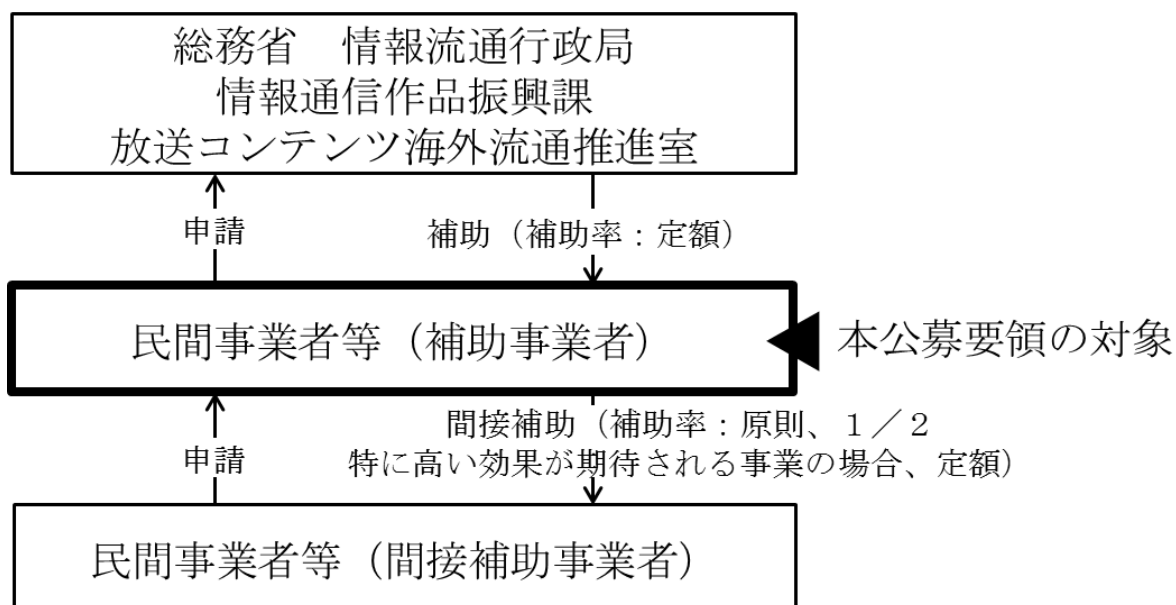 総務省　情報流通行政局
情報通信作品振興課
放送コンテンツ海外流通推進室
申請
補助（補助率：定額）
民間事業者等（補助事業者）
本公募要領の対象
間接補助（補助率：原則、１／２
申請
特に高い効果が期待される事業の場合、定額）
民間事業者等（間接補助事業者）